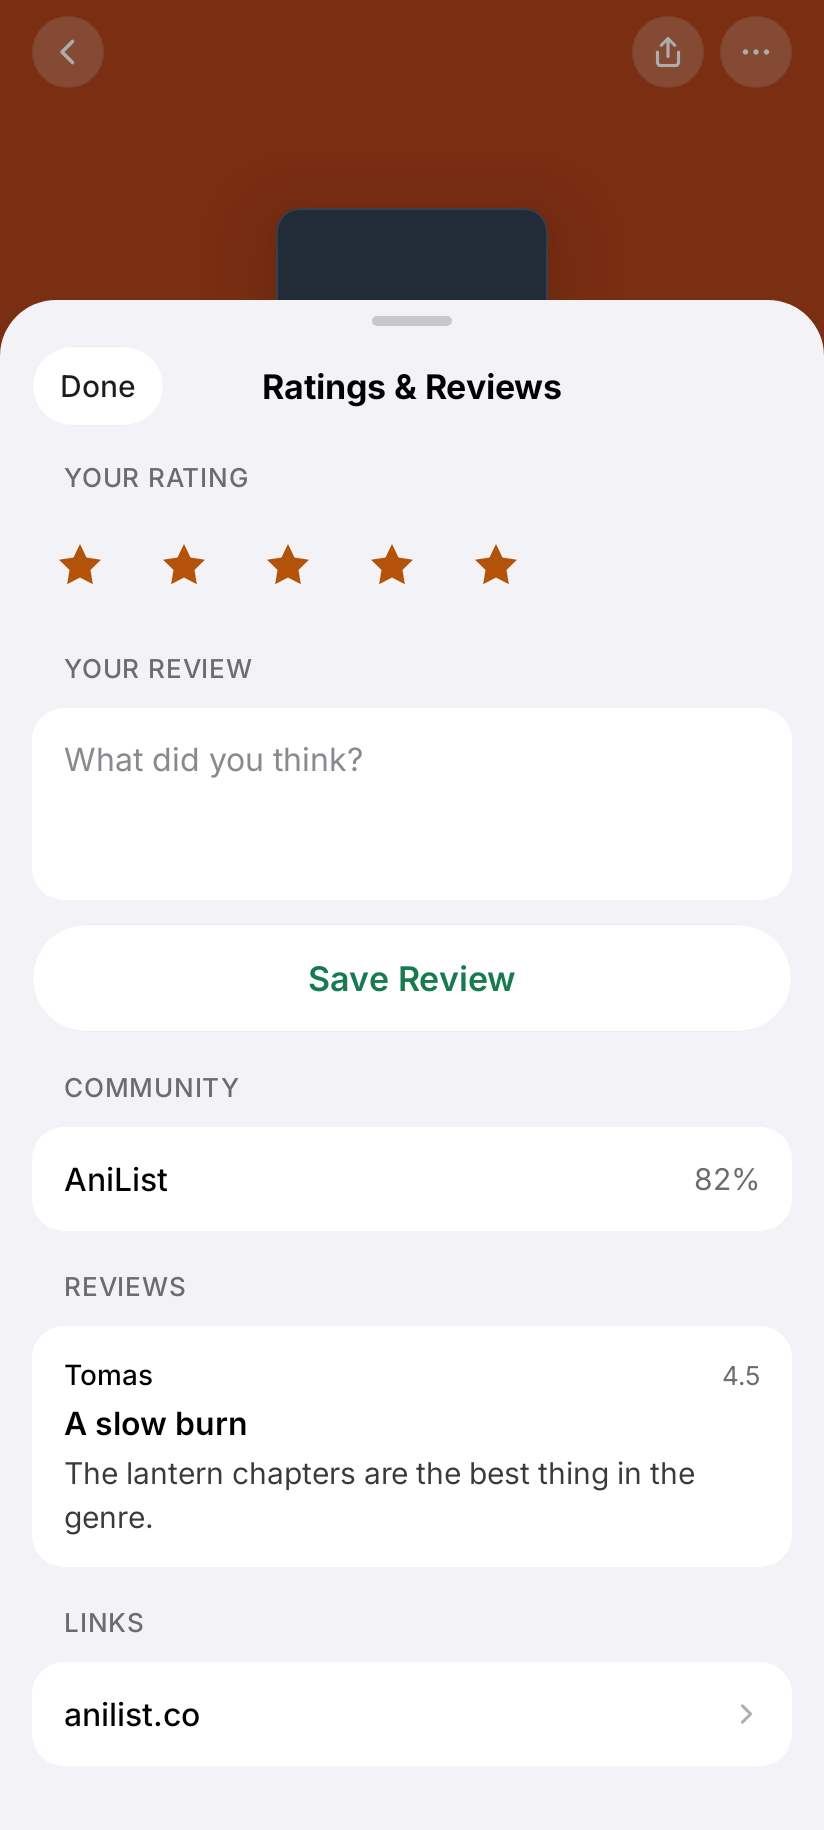 Done
Ratings & Reviews
YOUR RATING
YOUR REVIEW
What did you think?
Save Review
COMMUNITY
AniList
82%
REVIEWS
Tomas
4.5
A slow burn
The lantern chapters are the best thing in the
genre.
LINKS
anilist.co